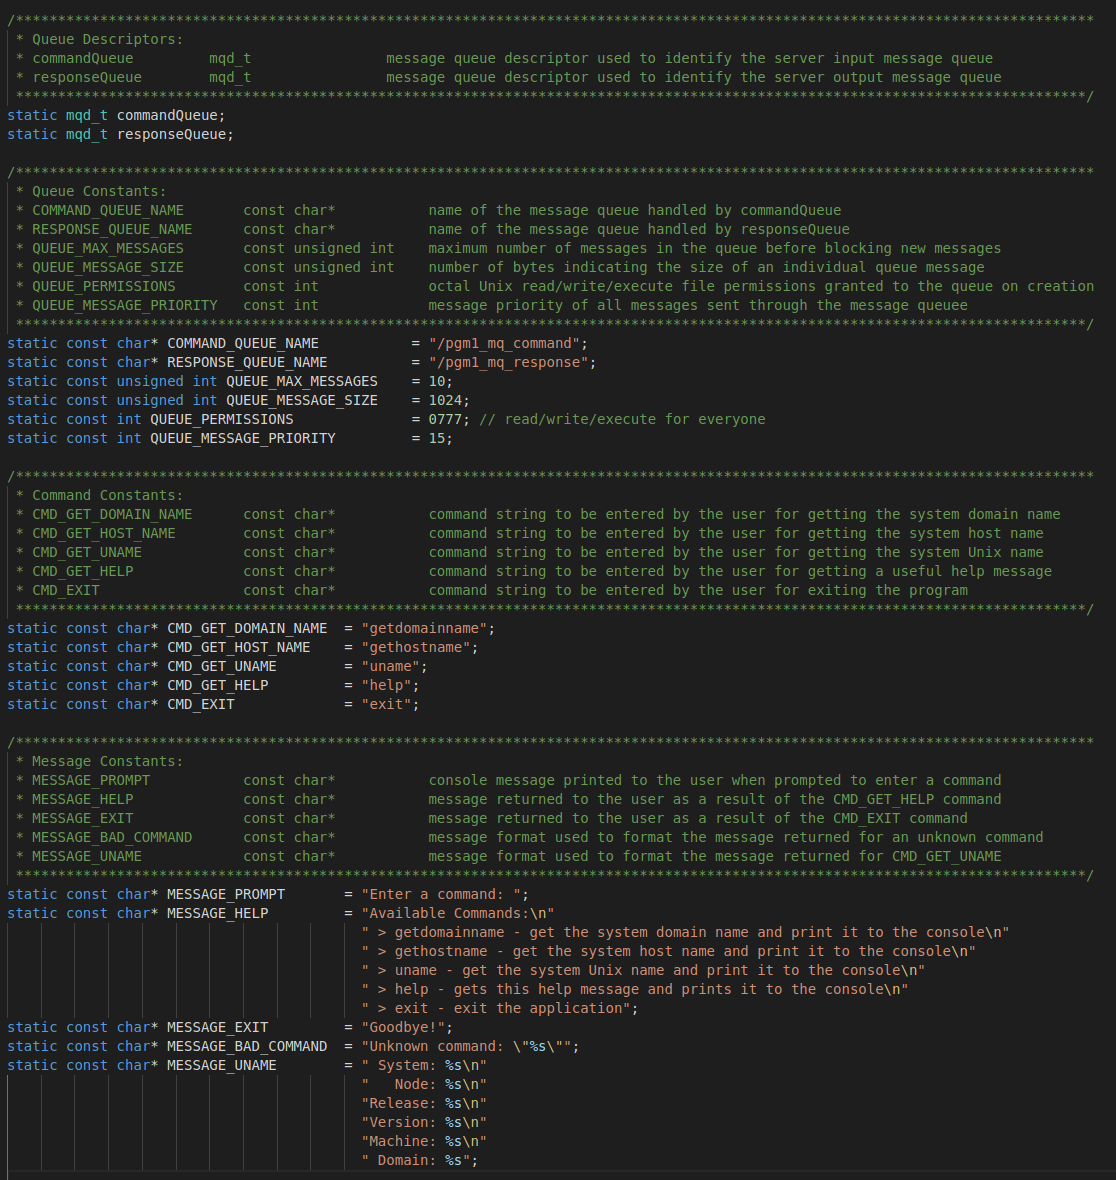 /********************************************************************************************************************************
 * Queue Descriptors:
 * commandQueue         mqd_t                message queue descriptor used to identify the server input message queue
 * responseQueue        mqd_t                message queue descriptor used to identify the server output message queue
 *******************************************************************************************************************************/
static mqd_t commandQueue;
static mqd_t responseQueue;

/********************************************************************************************************************************
 * Queue Constants:
 * COMMAND_QUEUE_NAME       const char*           name of the message queue handled by commandQueue
 * RESPONSE_QUEUE_NAME      const char*           name of the message queue handled by responseQueue
 * QUEUE_MAX_MESSAGES       const unsigned int    maximum number of messages in the queue before blocking new messages
 * QUEUE_MESSAGE_SIZE       const unsigned int    number of bytes indicating the size of an individual queue message
 * QUEUE_PERMISSIONS        const int             octal Unix read/write/execute file permissions granted to the queue on creation
 * QUEUE_MESSAGE_PRIORITY   const int             message priority of all messages sent through the message queuee
 *******************************************************************************************************************************/
static const char* COMMAND_QUEUE_NAME           = "/pgm1_mq_command";
static const char* RESPONSE_QUEUE_NAME          = "/pgm1_mq_response";
static const unsigned int QUEUE_MAX_MESSAGES    = 10;
static const unsigned int QUEUE_MESSAGE_SIZE    = 1024;
static const int QUEUE_PERMISSIONS              = 0777; // read/write/execute for everyone
static const int QUEUE_MESSAGE_PRIORITY         = 15;

/********************************************************************************************************************************
 * Command Constants:
 * CMD_GET_DOMAIN_NAME      const char*           command string to be entered by the user for getting the system domain name
 * CMD_GET_HOST_NAME        const char*           command string to be entered by the user for getting the system host name
 * CMD_GET_UNAME            const char*           command string to be entered by the user for getting the system Unix name
 * CMD_GET_HELP             const char*           command string to be entered by the user for getting a useful help message
 * CMD_EXIT                 const char*           command string to be entered by the user for exiting the program
 *******************************************************************************************************************************/
static const char* CMD_GET_DOMAIN_NAME  = "getdomainname";
static const char* CMD_GET_HOST_NAME    = "gethostname";
static const char* CMD_GET_UNAME        = "uname";
static const char* CMD_GET_HELP         = "help";
static const char* CMD_EXIT             = "exit";

/********************************************************************************************************************************
 * Message Constants:
 * MESSAGE_PROMPT           const char*           console message printed to the user when prompted to enter a command
 * MESSAGE_HELP             const char*           message returned to the user as a result of the CMD_GET_HELP command
 * MESSAGE_EXIT             const char*           message returned to the user as a result of the CMD_EXIT command
 * MESSAGE_BAD_COMMAND      const char*           message format used to format the message returned for an unknown command
 * MESSAGE_UNAME            const char*           message format used to format the message returned for CMD_GET_UNAME
 *******************************************************************************************************************************/
static const char* MESSAGE_PROMPT       = "Enter a command: ";
static const char* MESSAGE_HELP         = "Available Commands:\n"
                                          " > getdomainname - get the system domain name and print it to the console\n"
                                          " > gethostname - get the system host name and print it to the console\n"
                                          " > uname - get the system Unix name and print it to the console\n"
                                          " > help - gets this help message and prints it to the console\n"
                                          " > exit - exit the application";
static const char* MESSAGE_EXIT         = "Goodbye!";
static const char* MESSAGE_BAD_COMMAND  = "Unknown command: \"%s\"";
static const char* MESSAGE_UNAME        = " System: %s\n"
                                          "   Node: %s\n"
                                          "Release: %s\n"
                                          "Version: %s\n"
                                          "Machine: %s\n"
                                          " Domain: %s";